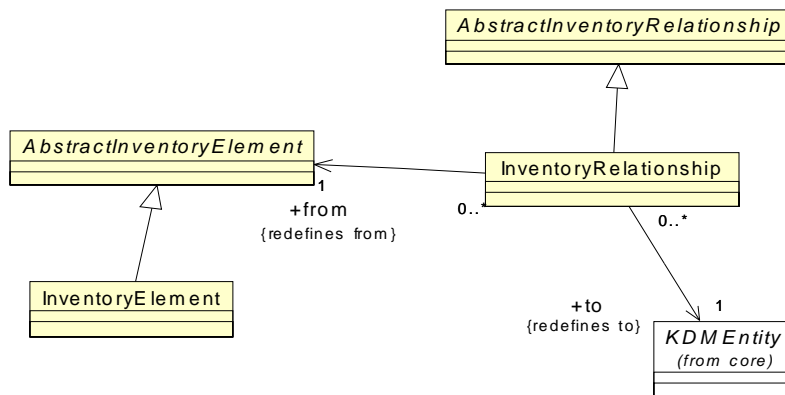 AbstractInventoryRelationship
AbstractInventoryElement
InventoryRelationship
1
+from
{redefines from}
0..*
0..*
InventoryElement
+to
{redefines to}
1
KDMEntity
(from core)